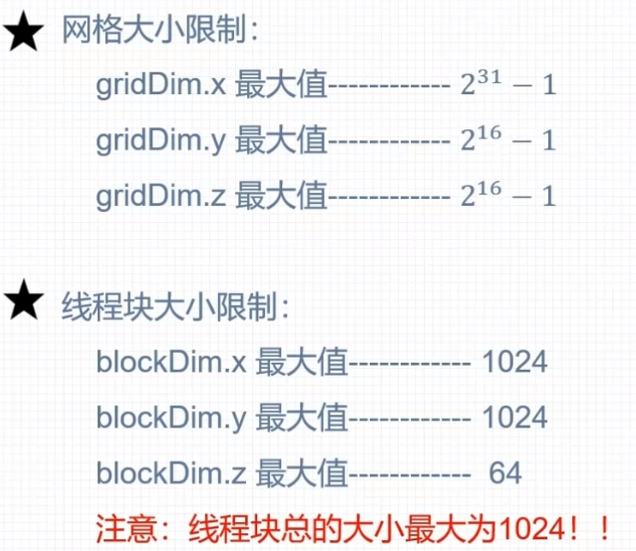 ★ 网格大小限制：
gridDim.x 最大值------------ 2³¹ − 1
gridDim.y 最大值------------ 2¹⁶ − 1
gridDim.z 最大值------------ 2¹⁶ − 1
★ 线程块大小限制：
blockDim.x 最大值------------ 1024
blockDim.y 最大值------------ 1024
blockDim.z 最大值------------ 64
注意：线程块总的大小最大为1024！！